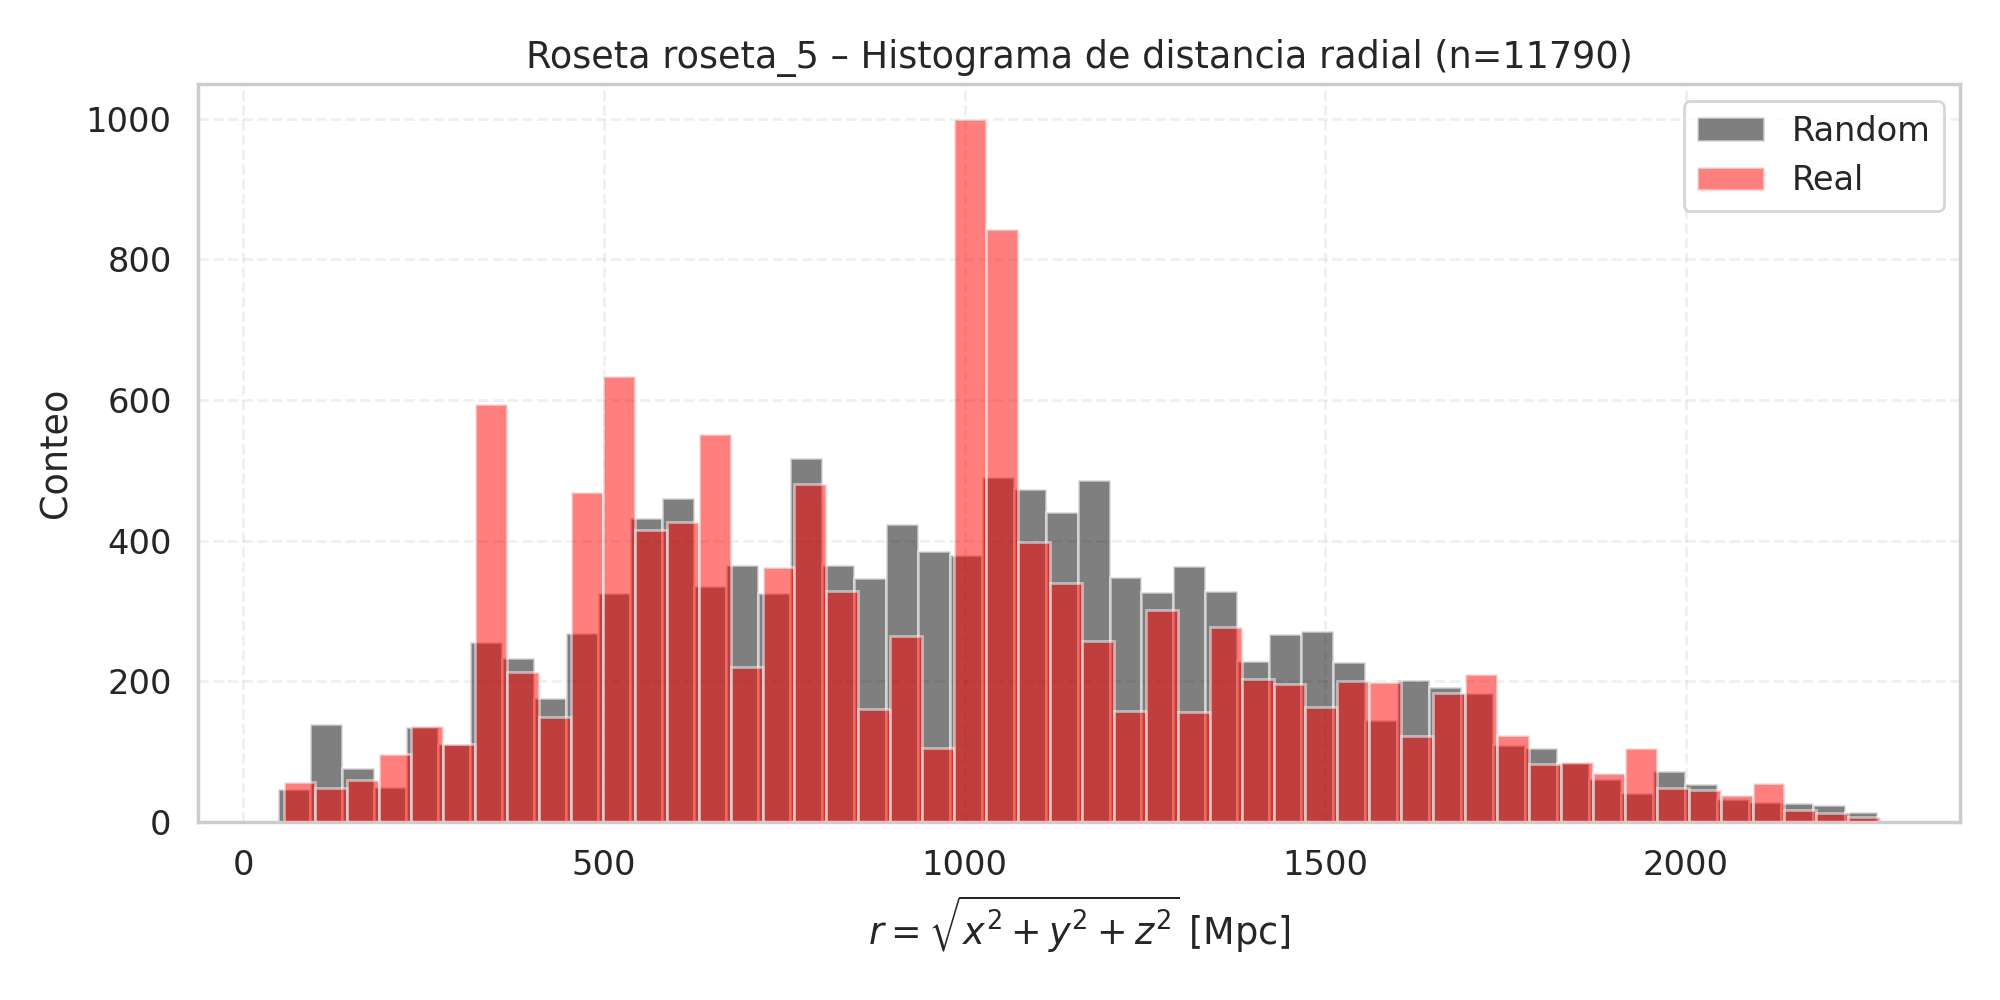 Roseta roseta_5 – Histograma de distancia radial (n=11790)
1000
800
600
400
200
0
Conteo
Random
Real
0 500 1000 1500 2000
r = √x² + y² + z² [Mpc]